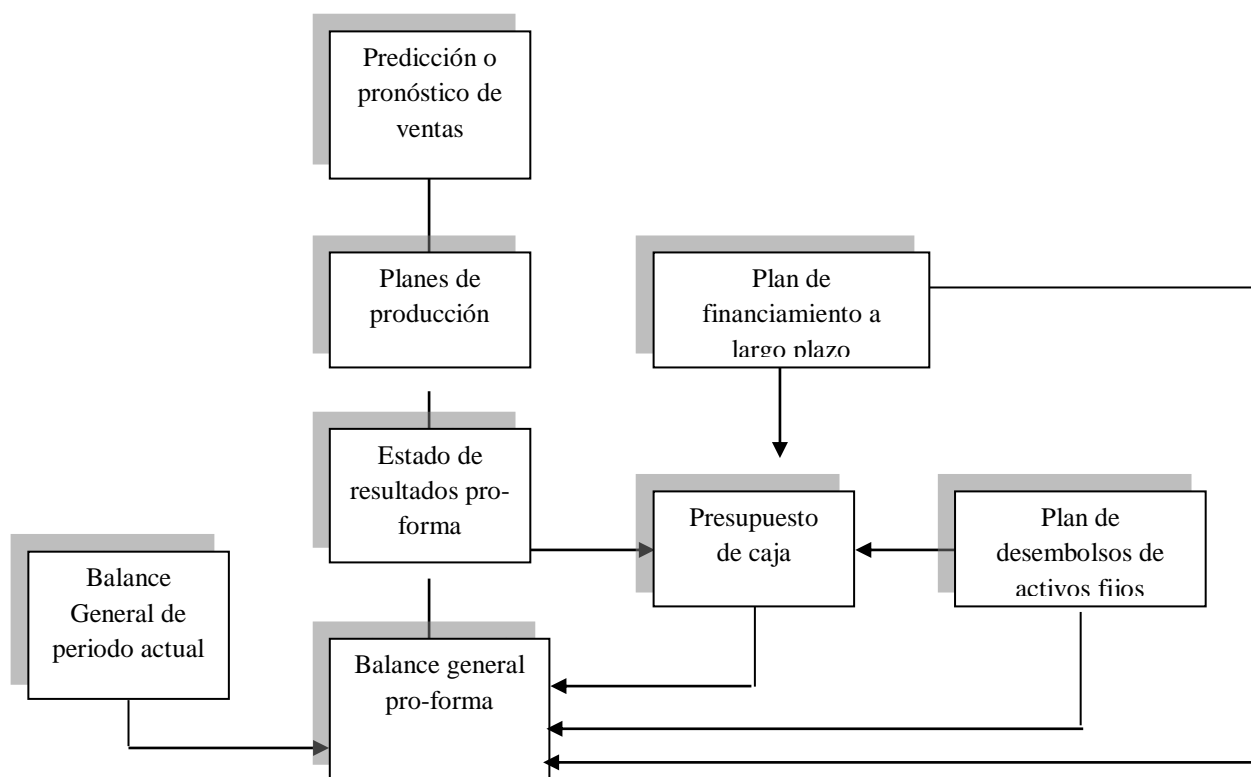 Predicción o
pronóstico de
ventas
Planes de
producción
Plan de
financiamiento a
largo plazo
Estado de
resultados pro-
forma
Presupuesto
de caja
Plan de
desembolsos de
activos fijos
Balance
General de
periodo actual
Balance general
pro-forma